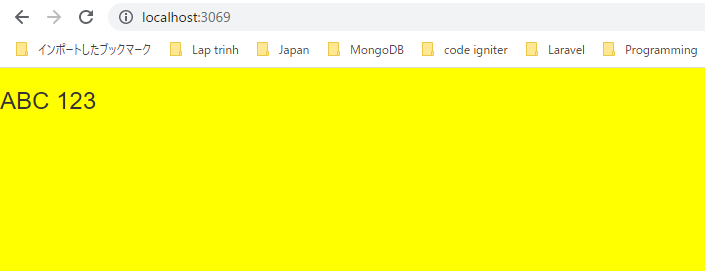 localhost:3069
インポートしたブックマーク Lap trinh Japan MongoDB code igniter Laravel Programming
ABC 123